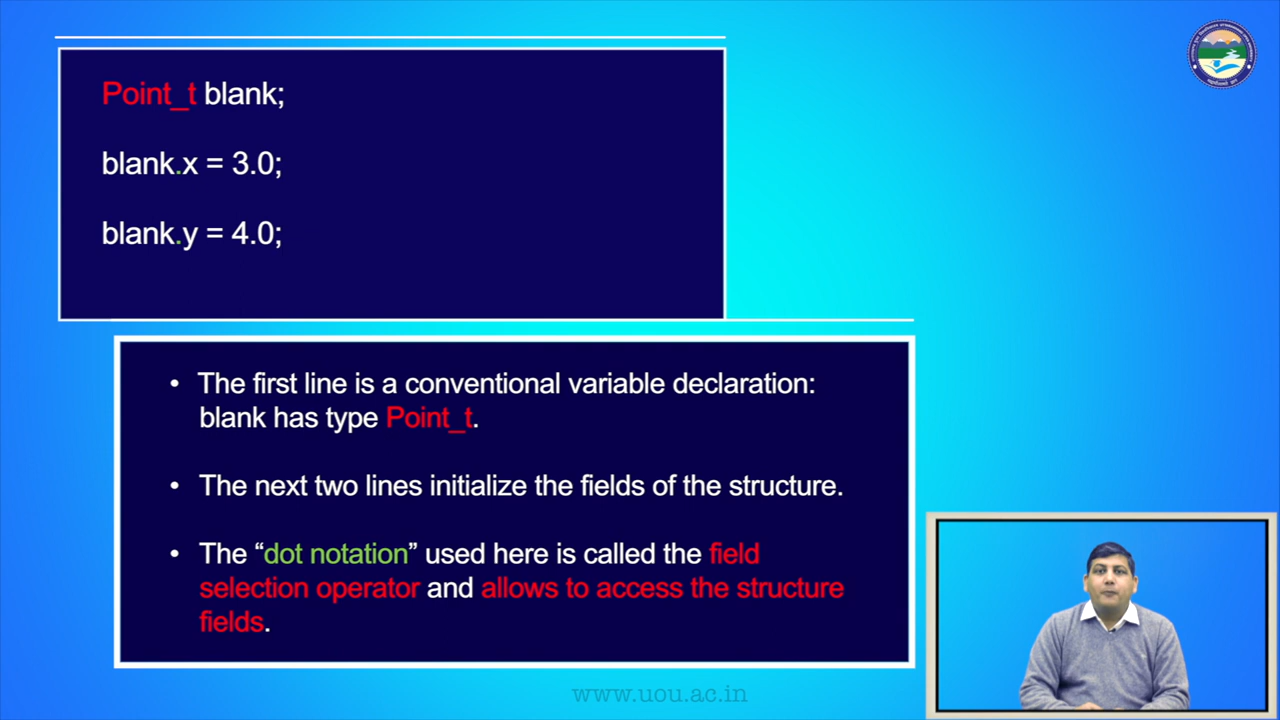 Point_t blank;
blank.x = 3.0;
blank.y = 4.0;
• The first line is a conventional variable declaration:
blank has type Point_t.
• The next two lines initialize the fields of the structure.
• The “dot notation” used here is called the field
selection operator and allows to access the structure
fields.
www.uou.ac.in